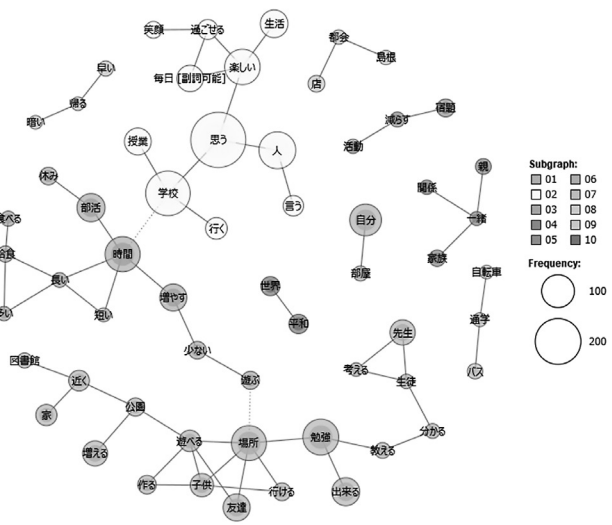 笑顔
過ごせる
生活
都会
島根
楽しい
毎日 [副詞可能]
早い
店
帰る
暗い
宿題
減らす
活動
授業
思う
人
親
休み
学校
関係
言う
部活
一緒
自分
行く
時間
家族
部屋
自転車
給食
長い
世界
増やす
短い
平和
通学
先生
少ない
図書館
考える
バス
近く
遊ぶ
生徒
家
公園
場所
勉強
分かる
遊べる
教える
増える
作る
子供
行ける
出来る
友達
Subgraph:
01 06
02 07
03 08
04 09
05 10
Frequency:
100
200